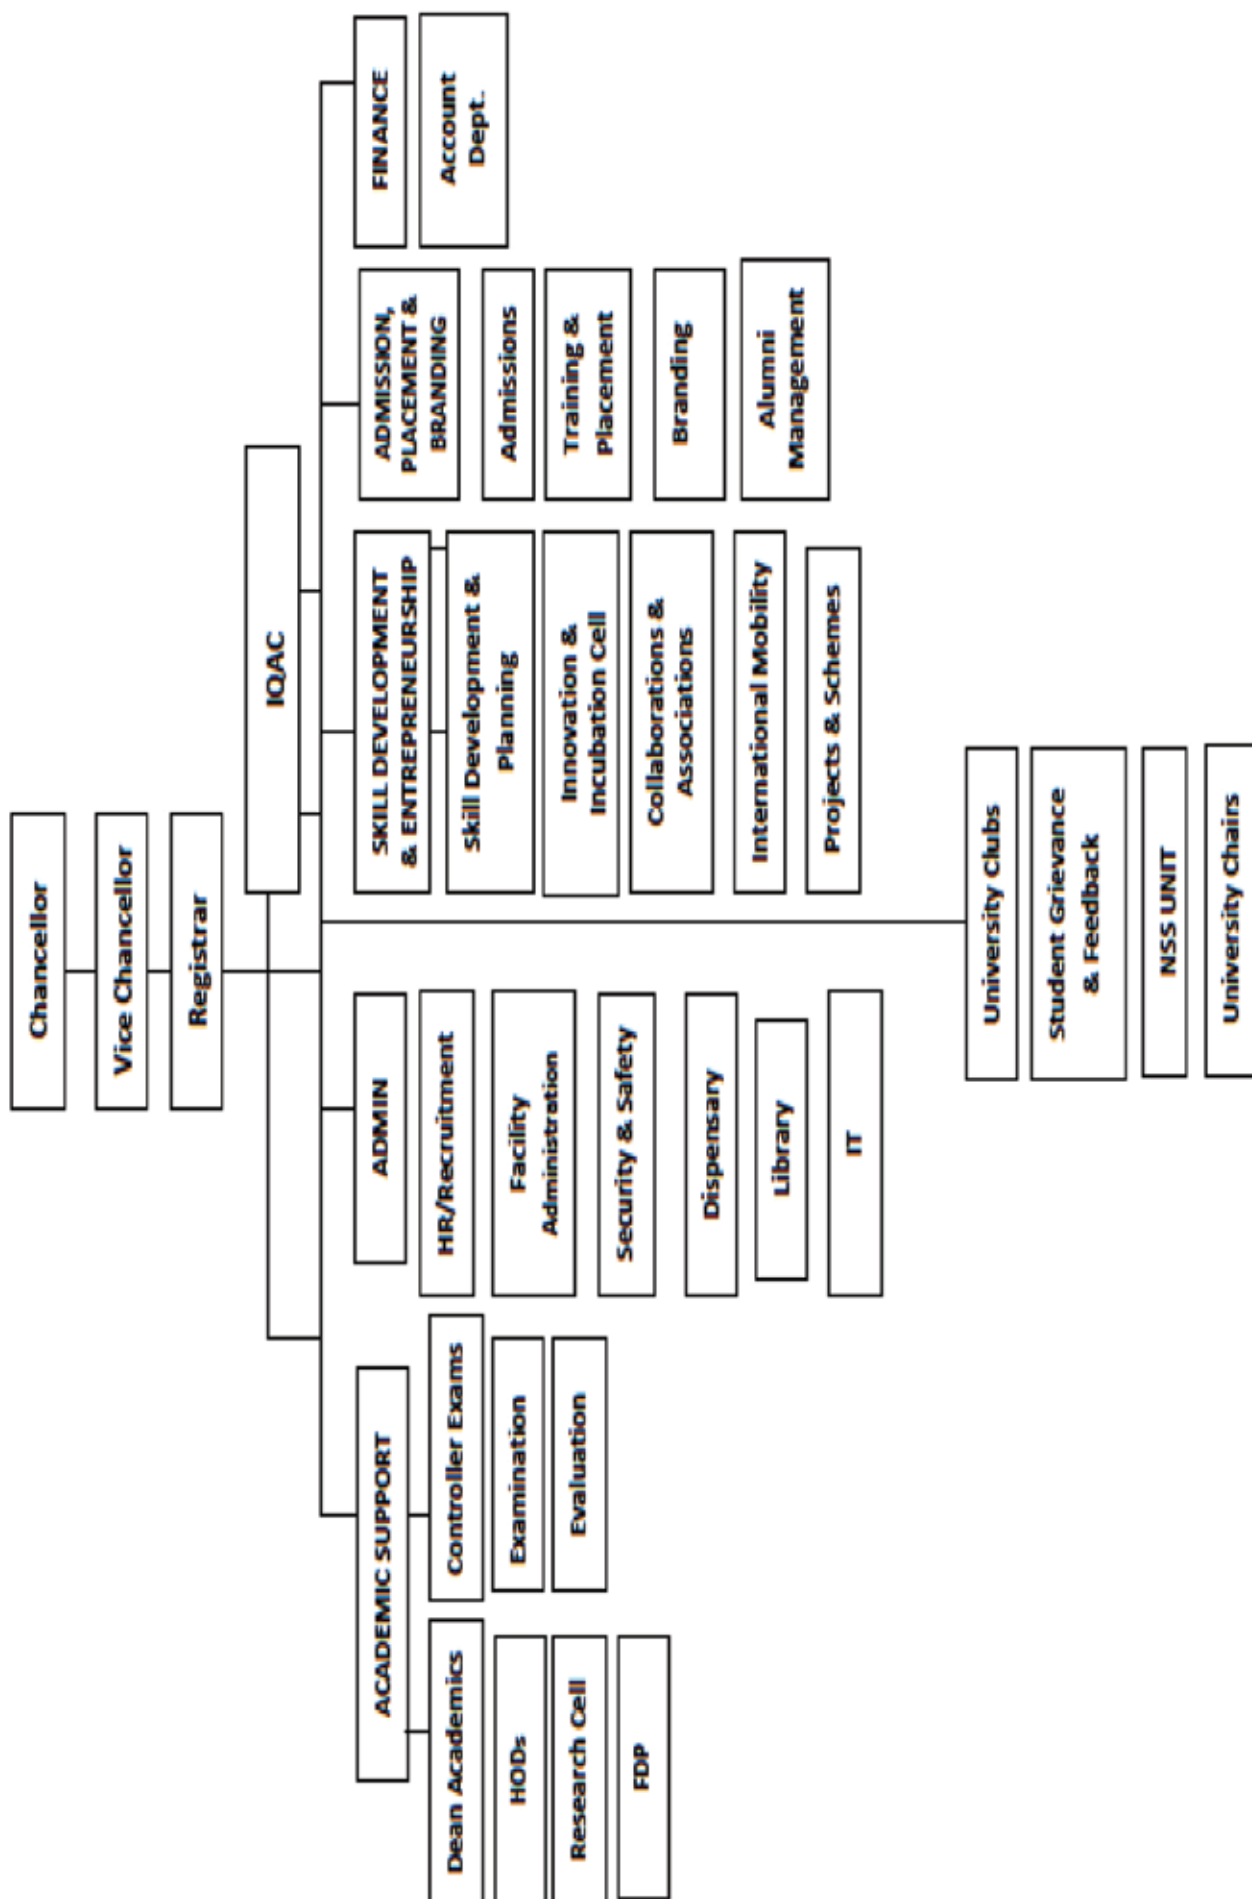 Chancellor
Vice Chancellor
Registrar
IQAC
ACADEMIC SUPPORT
Dean Academics
HODs
Research Cell
FDP
Controller Exams
Examination
Evaluation
ADMIN
HR/Recruitment
Facility
Administration
Security & Safety
Dispensary
Library
IT
University Clubs
Student Grievance
& Feedback
NSS UNIT
University Chairs
SKILL DEVELOPMENT
& ENTREPRENEURSHIP
Skill Development &
Planning
Innovation &
Incubation Cell
Collaborations &
Associations
International Mobility
Projects & Schemes
ADMISSION,
PLACEMENT &
BRANDING
Admissions
Training &
Placement
Branding
Alumni
Management
FINANCE
Account
Dept.